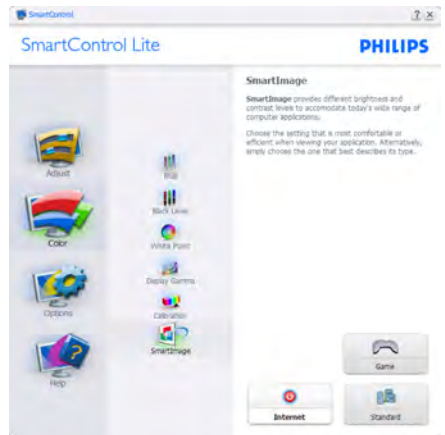 SmartControl
SmartControl Lite
PHILIPS
Adjust
Color
Options
Help
RGB
Black Level
White Point
Display Gamma
Calibration
SmartImage
SmartImage
SmartImage provides different brightness and
contrast levels to accomodate today's wide range of
computer applications.
Choose the setting that is most comfortable or
efficient when viewing your application. Alternatively,
simply choose the one that best describes its type.
Game
Internet
Standard